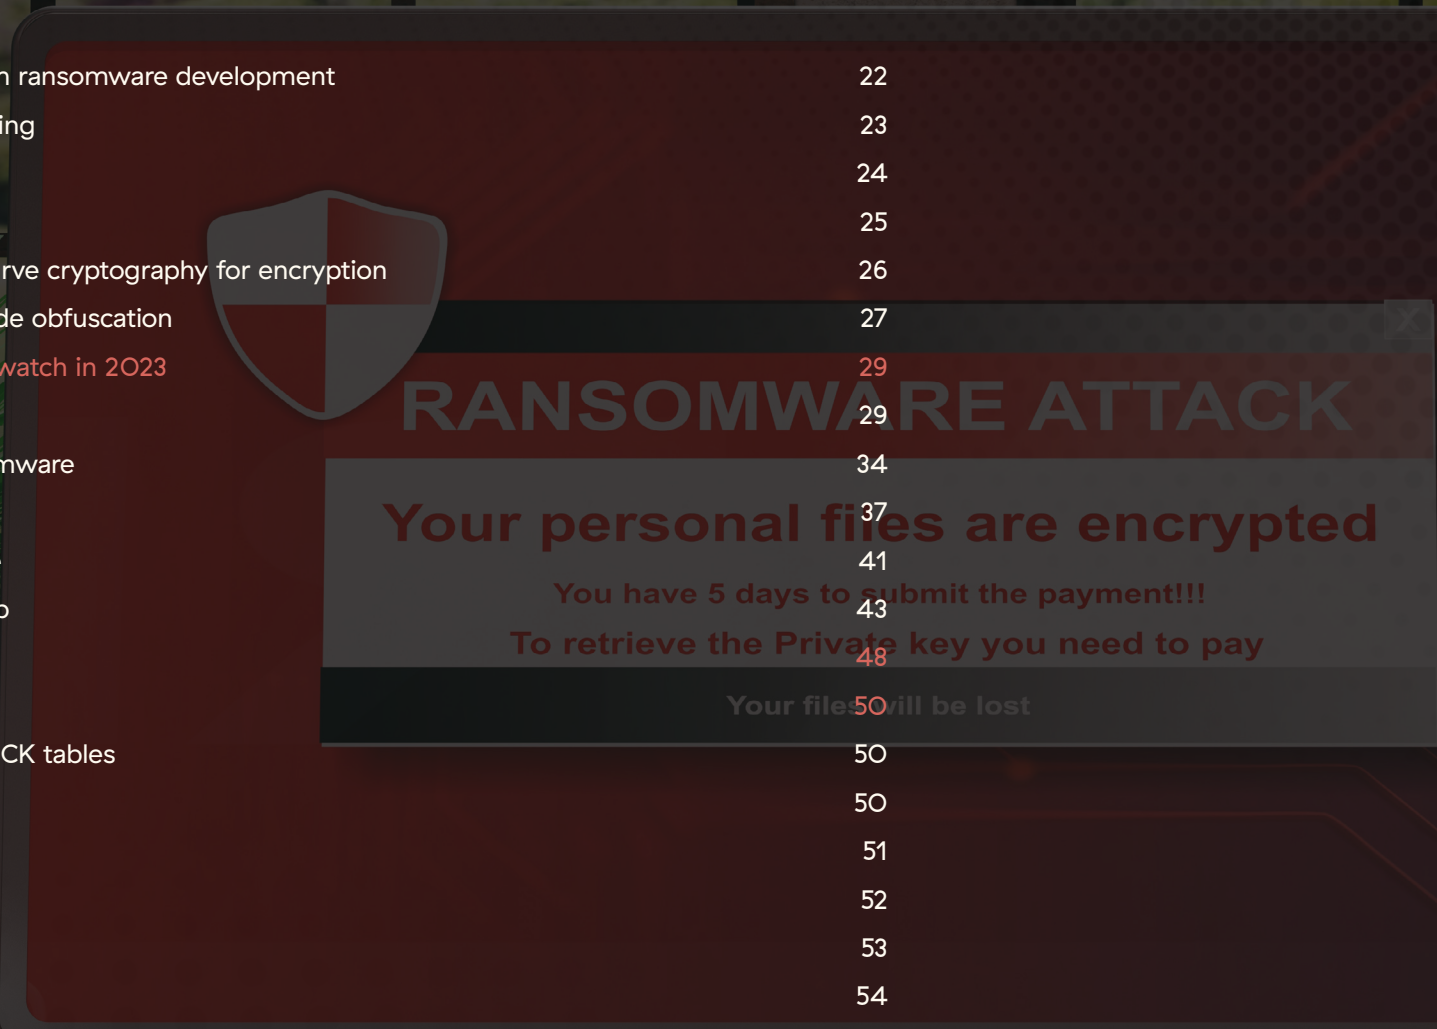 n ransomware development 22
ing 23
24
25
rve cryptography for encryption 26
de obfuscation 27
watch in 2023 29
29
mware 34
37
41
43
48
50
CK tables 50
50
51
52
53
54
X
RANSOMWARE ATTACK
Your personal files are encrypted
You have 5 days to submit the payment!!!
To retrieve the Private key you need to pay
Your files will be lost